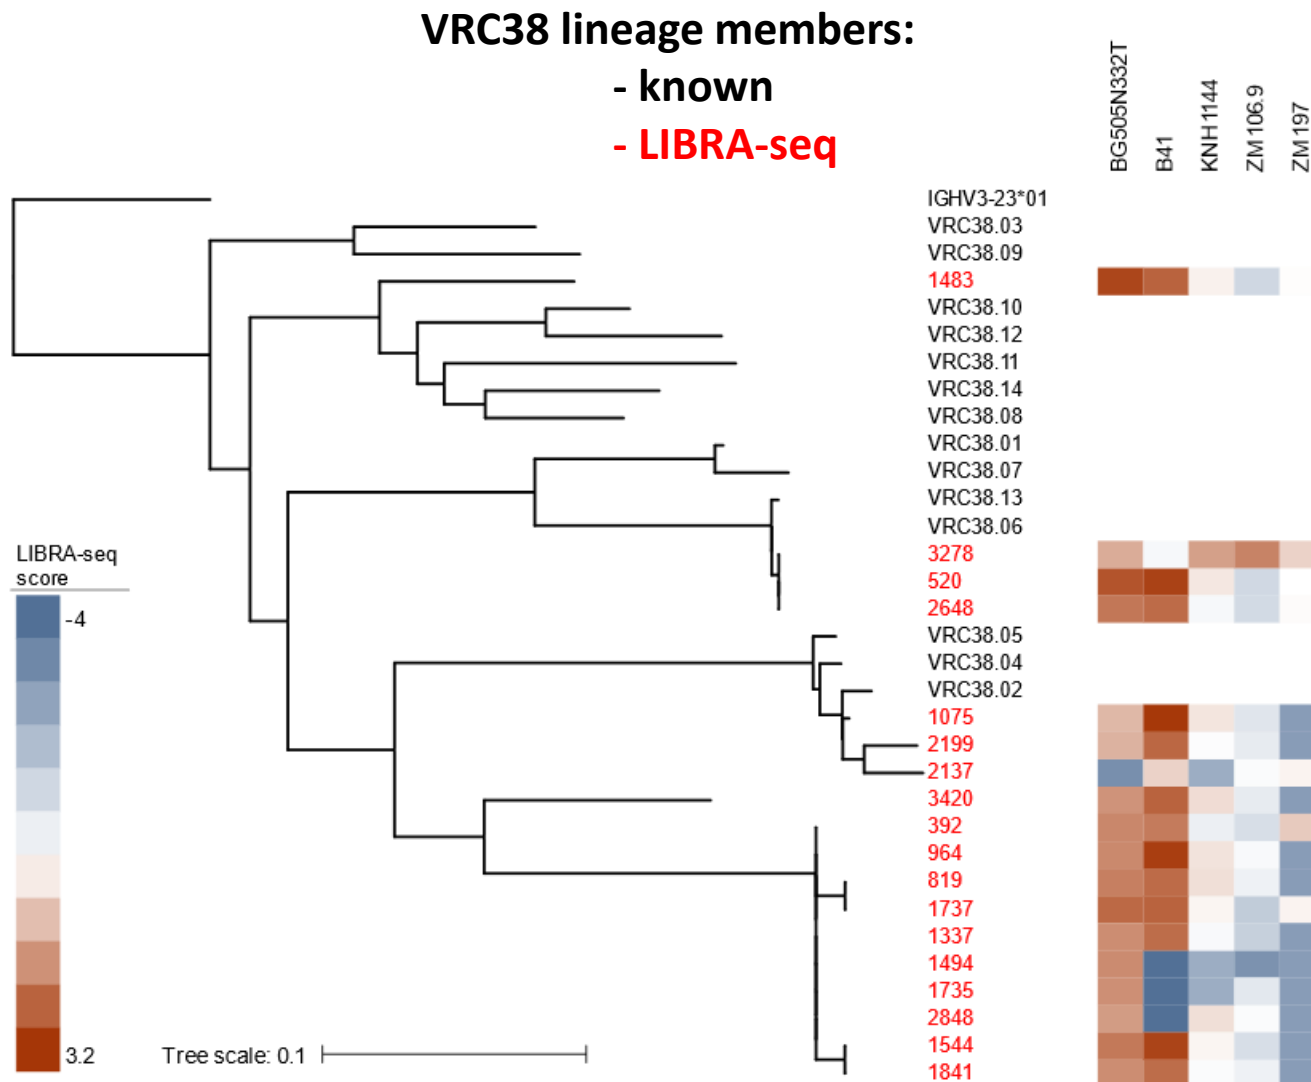 VRC38 lineage members:
- known
- LIBRA-seq
BG505N332T
B41
KNH1144
ZM106.9
ZM197
IGHV3-23*01
VRC38.03
VRC38.09
1483
VRC38.10
VRC38.12
VRC38.11
VRC38.14
VRC38.08
VRC38.01
VRC38.07
VRC38.13
VRC38.06
3278
520
2648
VRC38.05
VRC38.04
VRC38.02
1075
2199
2137
3420
392
964
819
1737
1337
1494
1735
2848
1544
1841
LIBRA-seq
score
-4
3.2
Tree scale: 0.1